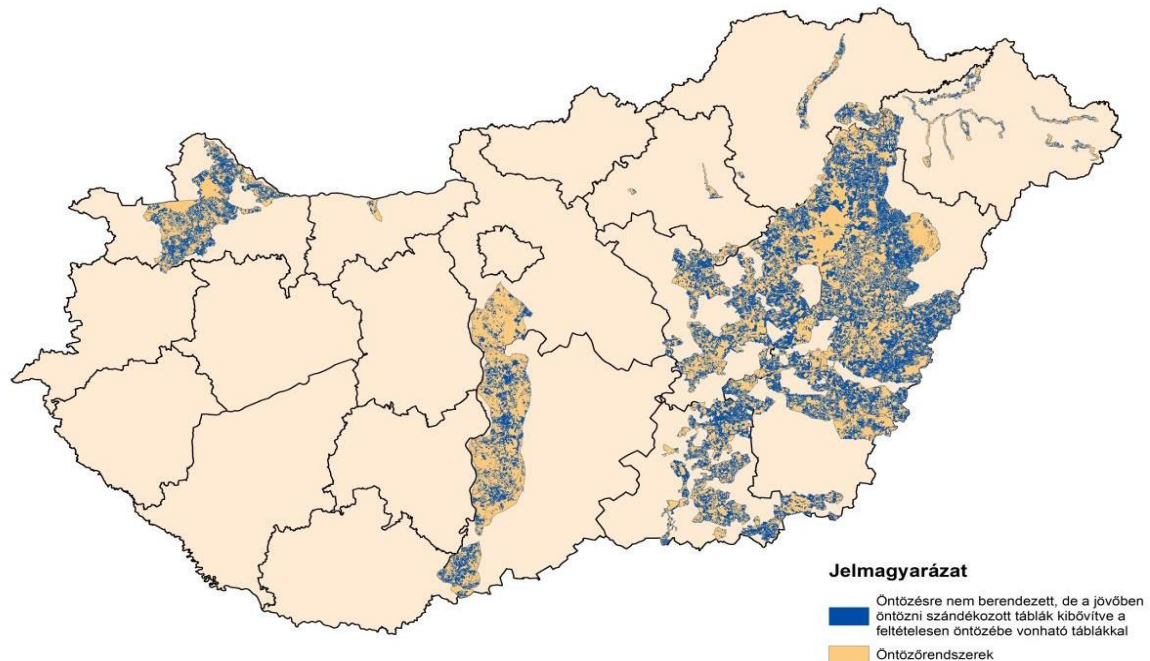 Jelmagyarázat
Öntözésre nem berendezett, de a jövőben
öntözni szándékozott táblák kibővítve a
feltételesen öntözébe vonható táblákkal
Öntözőrendszerek